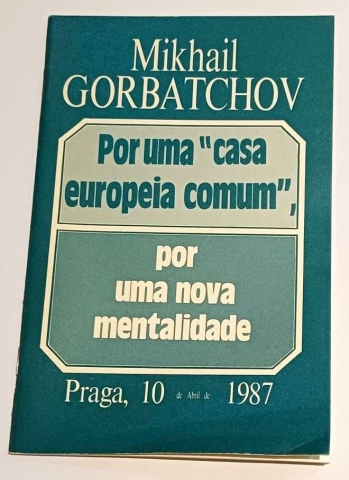 Mikhail
GORBATCHOV
Por uma "casa
europeia comum",
por
uma nova
mentalidade
Praga, 10 de Abril de 1987